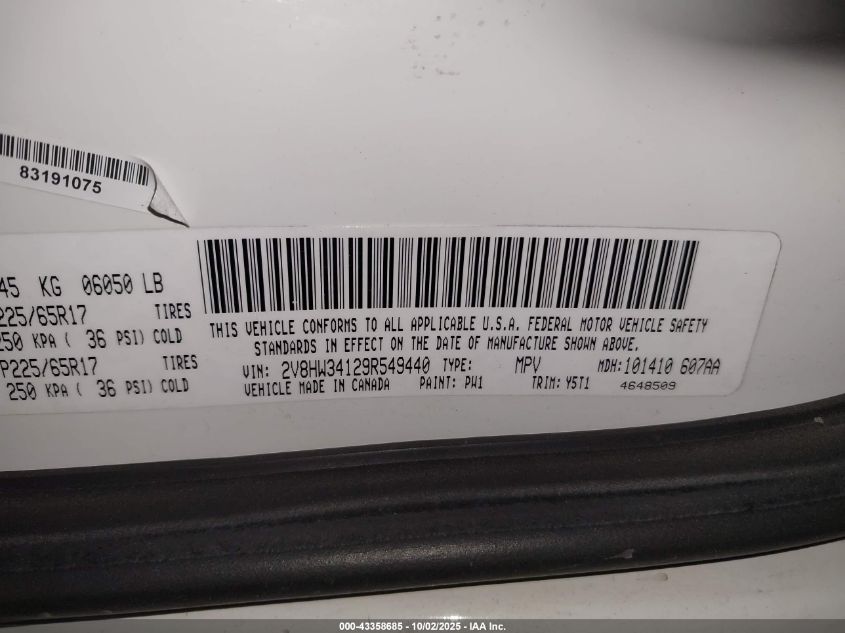 83191075
45 KG 06050 LB
225/65R17 TIRES
250 KPA ( 36 PSI) COLD
P225/65R17 TIRES
250 KPA ( 36 PSI) COLD
THIS VEHICLE CONFORMS TO ALL APPLICABLE U.S.A. FEDERAL MOTOR VEHICLE SAFETY
STANDARDS IN EFFECT ON THE DATE OF MANUFACTURE SHOWN ABOVE.
VIN: 2V8HW34129R549440 TYPE: MPV MDH: 101410 607AA
VEHICLE MADE IN CANADA PAINT: PW1 TRIM: Y5T1 4648509
000-43358685 | 10/02/2025 | IAA Inc.